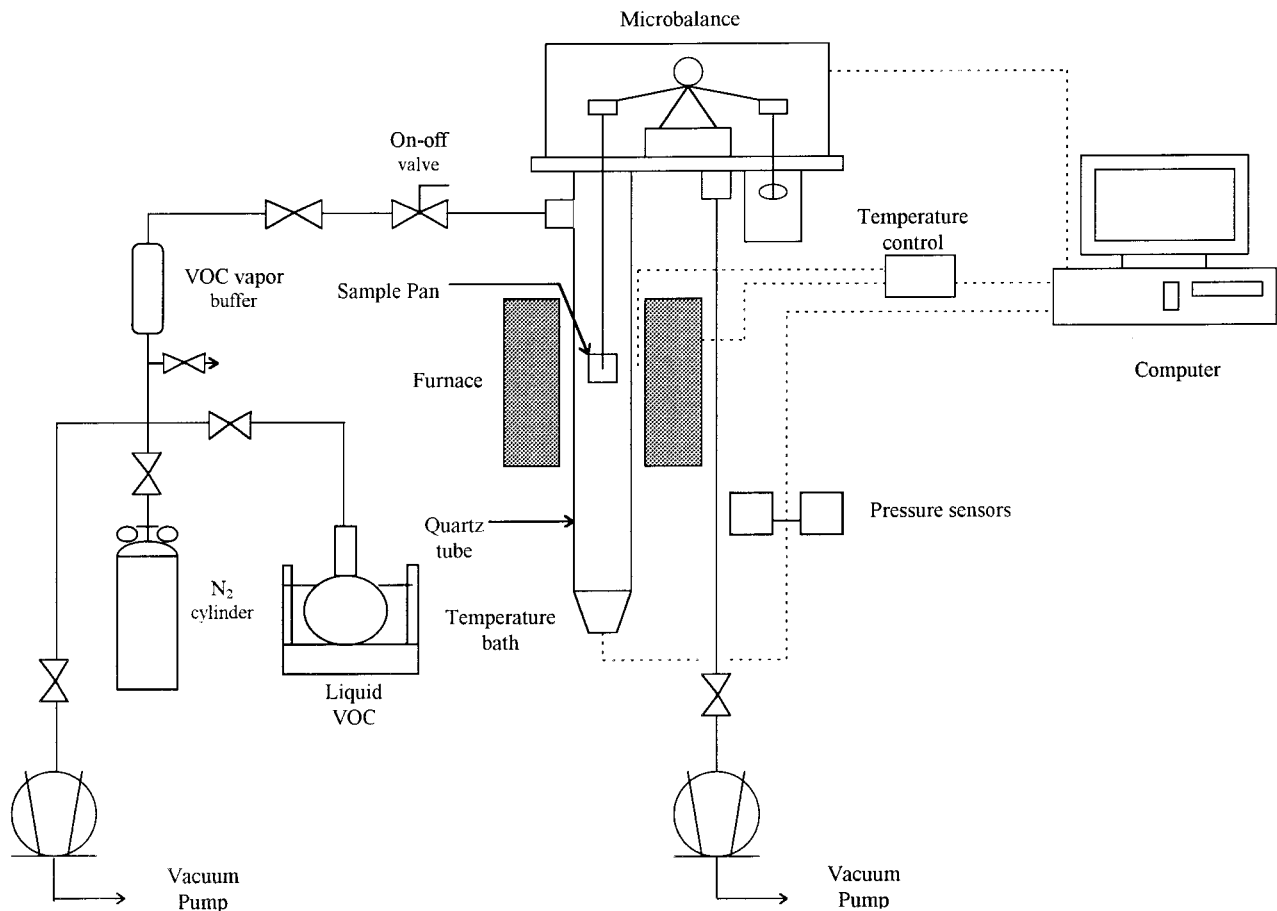 Microbalance
On-off
valve
VOC vapor
buffer
Sample Pan
Temperature
control
Furnace
Computer
Quartz
tube
Pressure sensors
N2
cylinder
Temperature
bath
Liquid
VOC
Vacuum
Pump
Vacuum
Pump